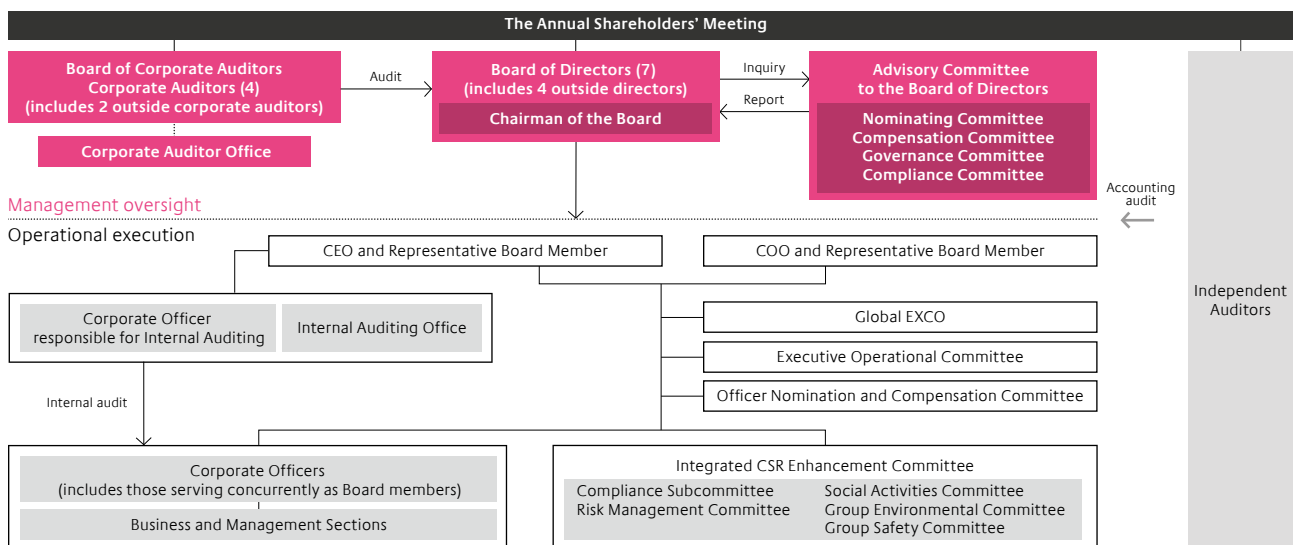 The Annual Shareholders' Meeting
Board of Corporate Auditors
Corporate Auditors (4)
(includes 2 outside corporate auditors)
Corporate Auditor Office
Audit
Board of Directors (7)
(includes 4 outside directors)
Chairman of the Board
Inquiry
Report
Advisory Committee
to the Board of Directors
Nominating Committee
Compensation Committee
Governance Committee
Compliance Committee
Accounting
audit
Independent
Auditors
Management oversight
Operational execution
CEO and Representative Board Member
COO and Representative Board Member
Corporate Officer
responsible for Internal Auditing
Internal Auditing Office
Global EXCO
Executive Operational Committee
Officer Nomination and Compensation Committee
Internal audit
Corporate Officers
(includes those serving concurrently as Board members)
Business and Management Sections
Integrated CSR Enhancement Committee
Compliance Subcommittee
Risk Management Committee
Social Activities Committee
Group Environmental Committee
Group Safety Committee